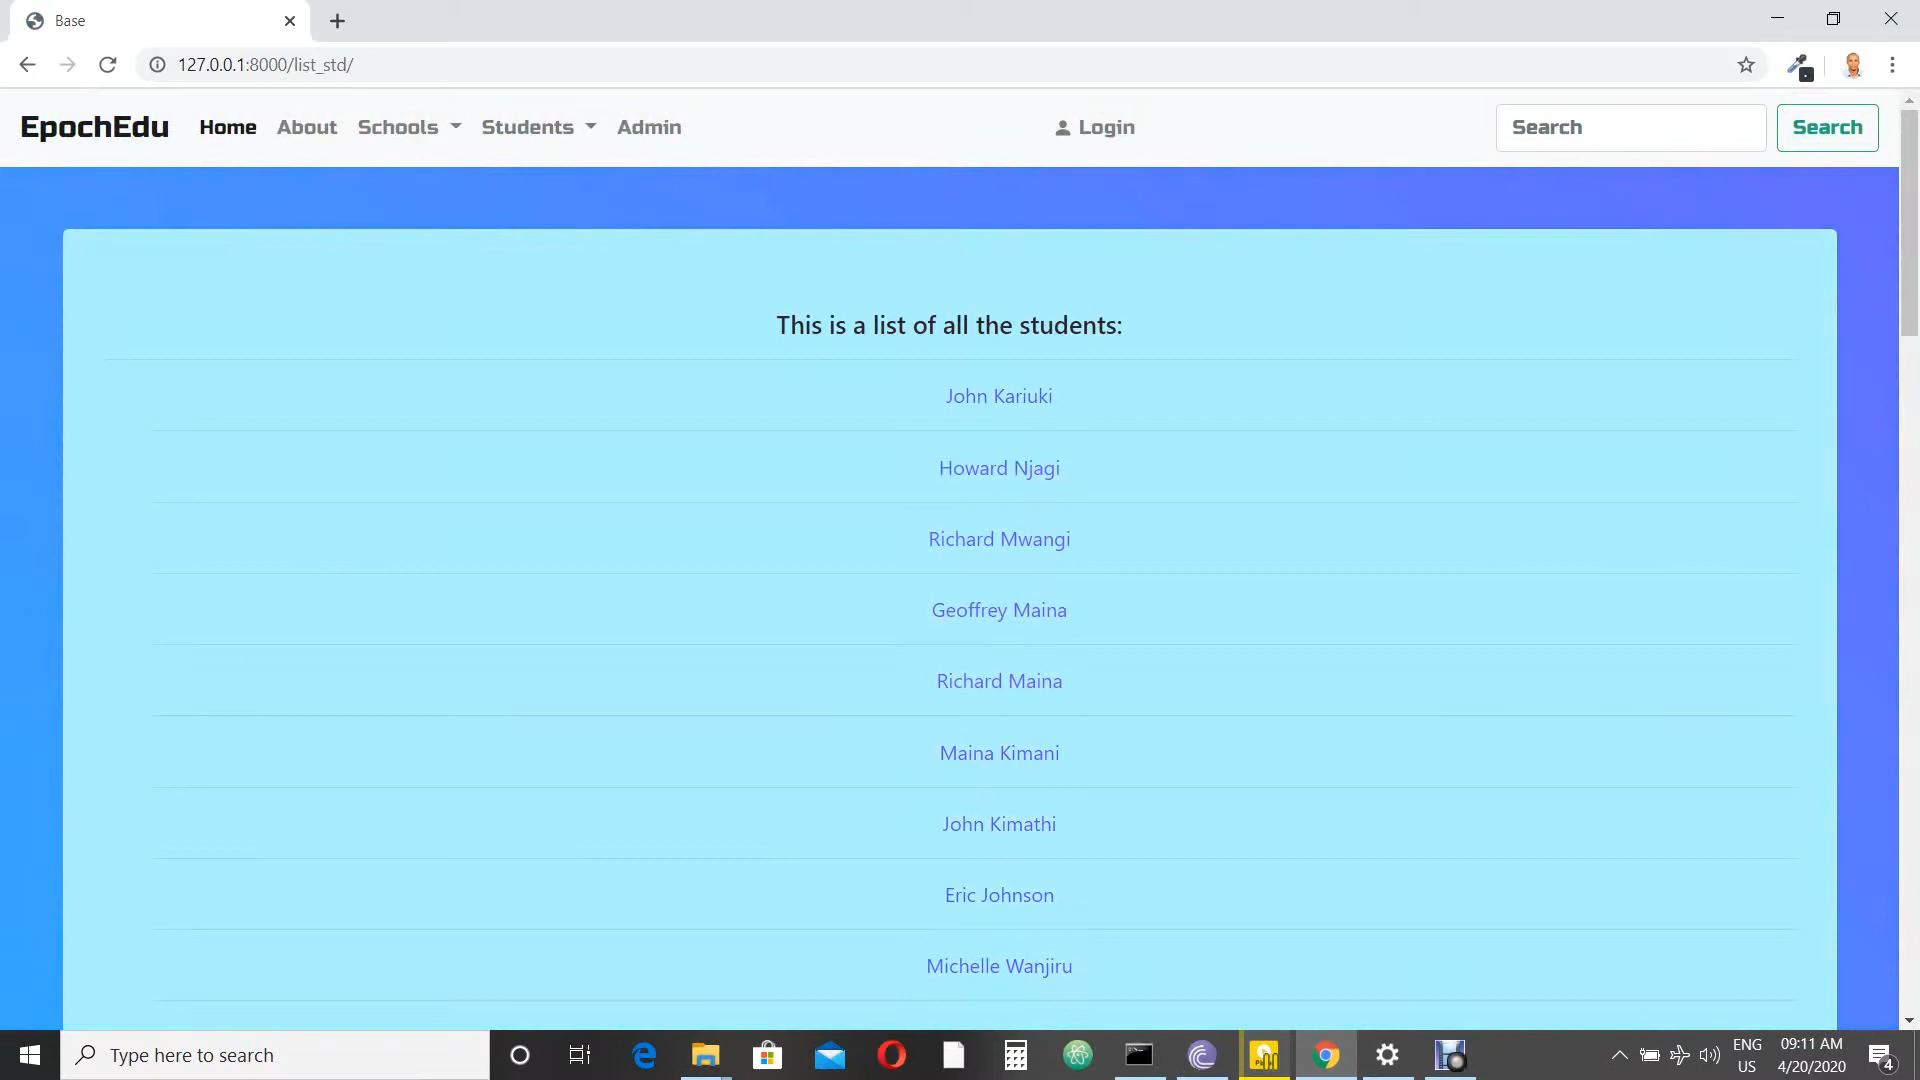 Base
127.0.0.1:8000/list_std/
EpochEdu Home About Schools Students Admin Login Search Search
This is a list of all the students:
John Kariuki
Howard Njagi
Richard Mwangi
Geoffrey Maina
Richard Maina
Maina Kimani
John Kimathi
Eric Johnson
Michelle Wanjiru
Type here to search
ENG
US
09:11 AM
4/20/2020
4